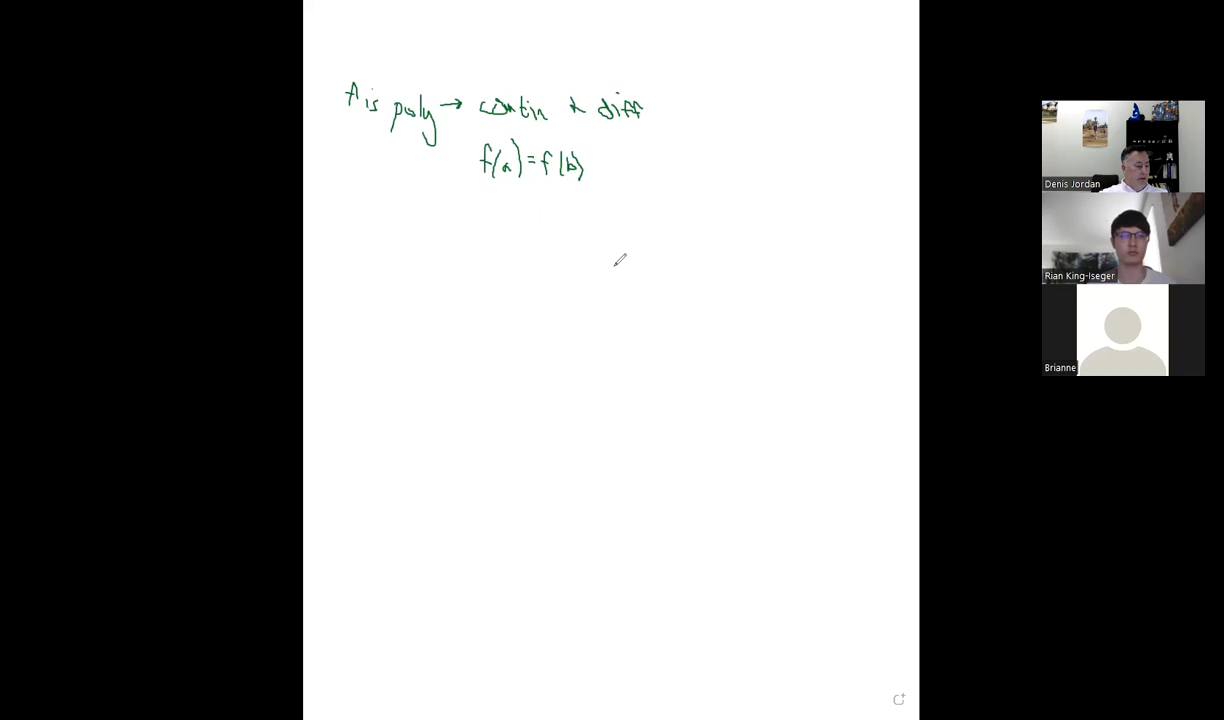 f is poly → contin & diff
f(a) = f(b)
Denis Jordan
Rian King-Iseger
Brianne